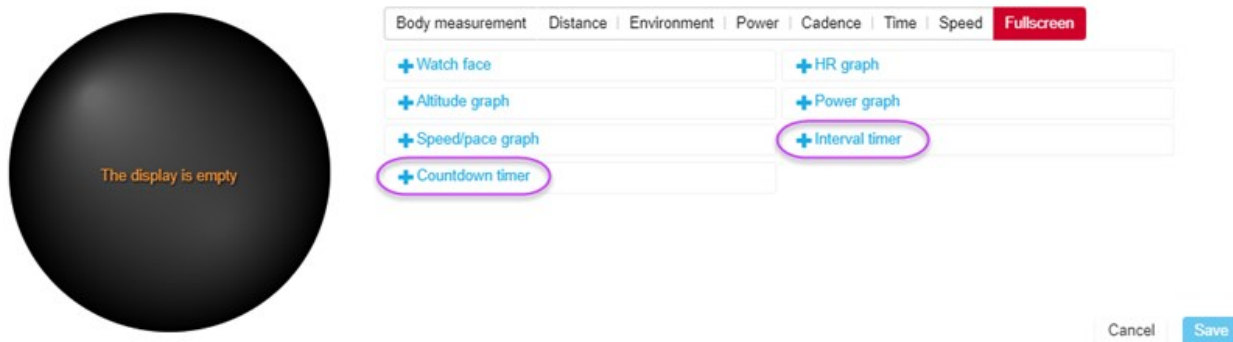 Body measurement Distance Environment Power Cadence Time Speed Fullscreen
Watch face HR graph
Altitude graph Power graph
Speed/pace graph Interval timer
The display is empty Countdown timer
Cancel Save